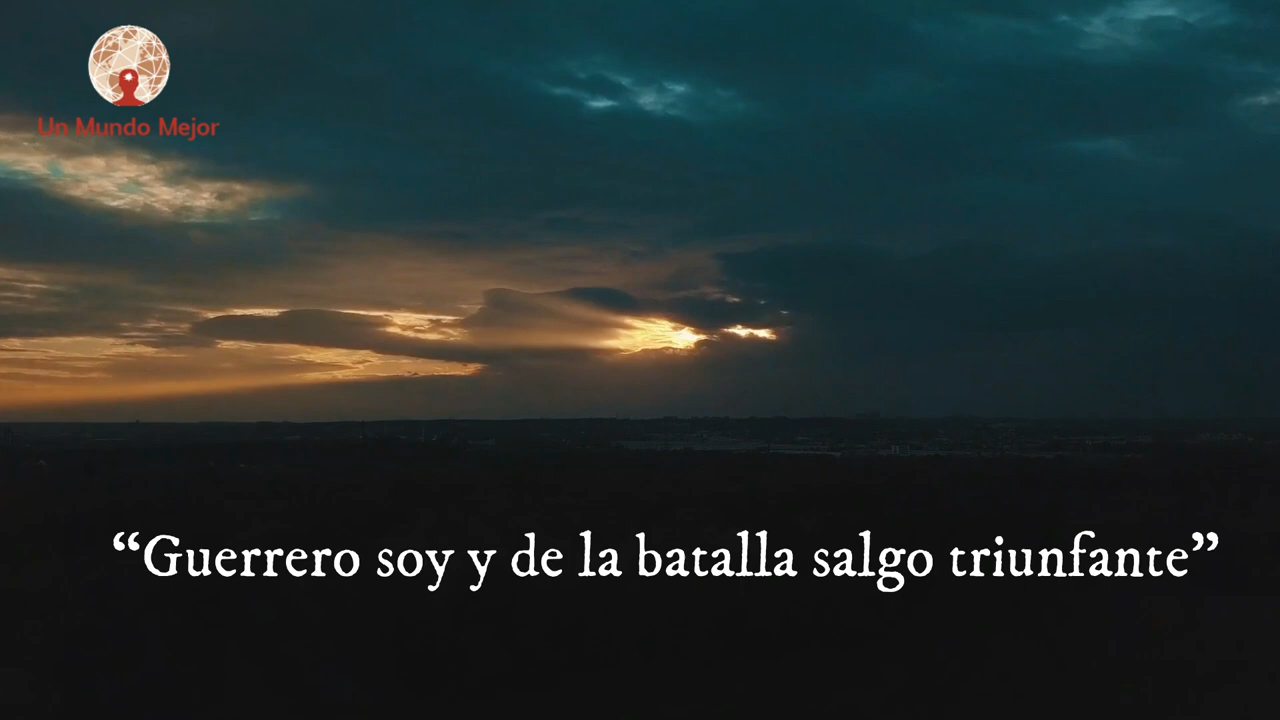 Un Mundo Mejor
“Guerrero soy y de la batalla salgo triunfante”